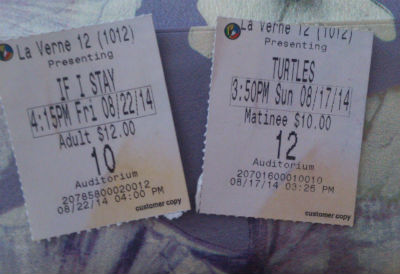 La Verne 12 (1012)
Presenting
IF I STAY
4:15PM Fri 08/22/14
Adult $12.00
10
Auditorium
20785800020012
08/22/14 04:00 PM
customer copy
La Verne 12 (1012)
Presenting
TURTLES
3:50PM Sun 08/17/14
Matinee $10.00
12
Auditorium
20701600010010
08/17/14 03:25 PM
customer copy